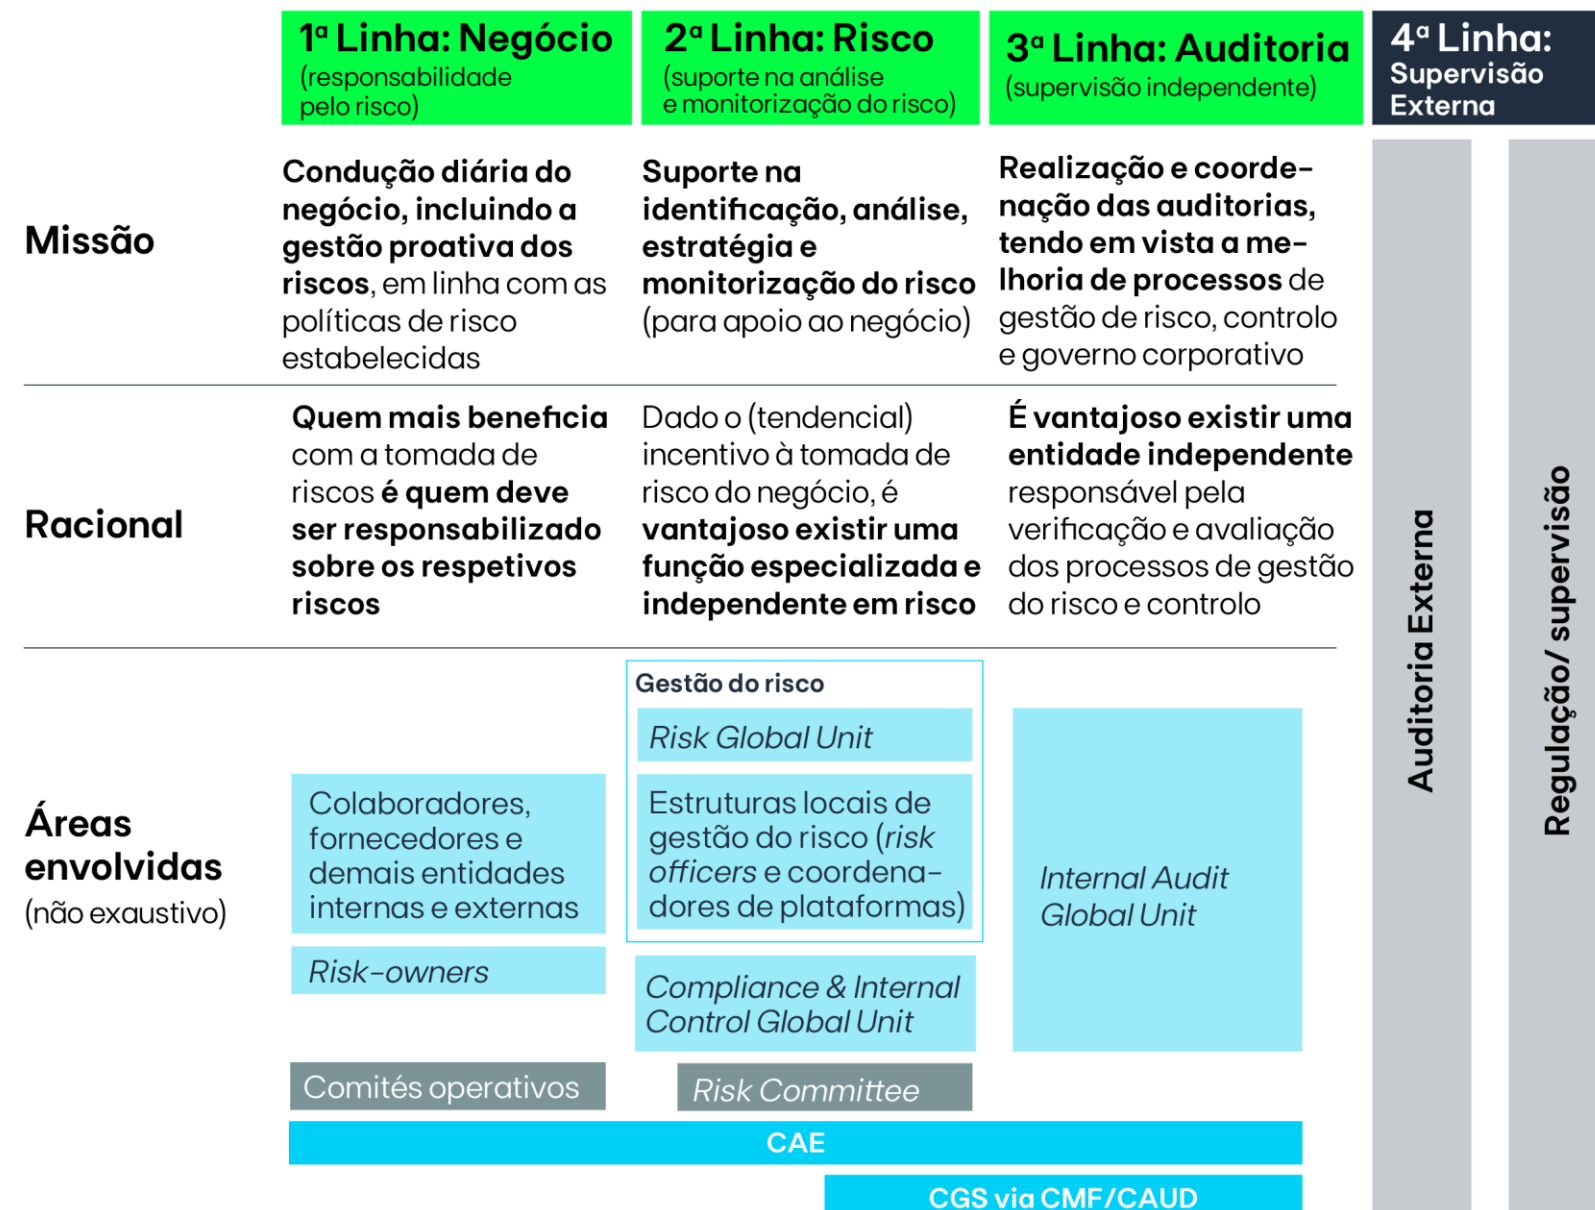 1ª Linha: Negócio
(responsabilidade
pelo risco)
2ª Linha: Risco
(suporte na análise
e monitorização do risco)
3ª Linha: Auditoria
(supervisão independente)
4ª Linha:
Supervisão
Externa
Missão
Condução diária do
negócio, incluindo a
gestão proativa dos
riscos, em linha com as
políticas de risco
estabelecidas
Suporte na
identificação, análise,
estratégia e
monitorização do risco
(para apoio ao negócio)
Realização e coorde-
nação das auditorias,
tendo em vista a me-
lhoria de processos de
gestão de risco, controlo
e governo corporativo
Racional
Quem mais beneficia
com a tomada de
riscos é quem deve
ser responsabilizado
sobre os respetivos
riscos
Dado o (tendencial)
incentivo à tomada de
risco do negócio, é
vantajoso existir uma
função especializada e
independente em risco
É vantajoso existir uma
entidade independente
responsável pela
verificação e avaliação
dos processos de gestão
do risco e controlo
Áreas
envolvidas
(não exaustivo)
Colaboradores,
fornecedores e
demais entidades
internas e externas
Risk-owners
Comités operativos
Gestão do risco
Risk Global Unit
Estruturas locais de
gestão do risco (risk
officers e coordena-
dores de plataformas)
Compliance & Internal
Control Global Unit
Risk Committee
Internal Audit
Global Unit
CAE
CGS via CMF/CAUD
Auditoria Externa
Regulação/ supervisão